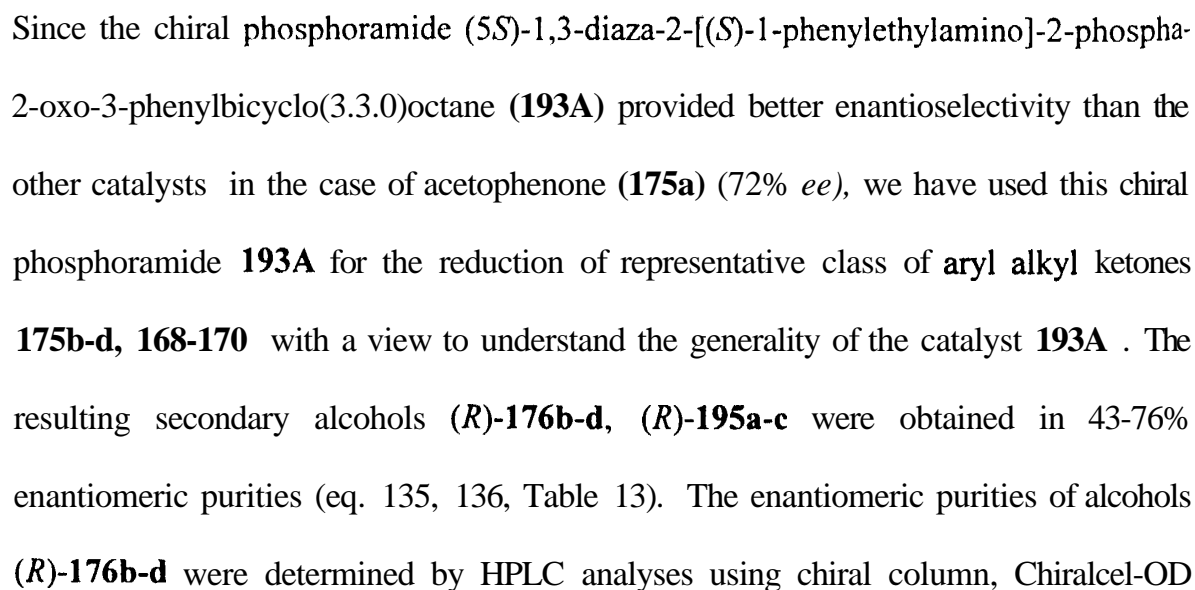 Since the chiral phosphoramide (5S)-1,3-diaza-2-[(S)-1-phenylethylamino]-2-phospha-
2-oxo-3-phenylbicyclo(3.3.0)octane (193A) provided better enantioselectivity than the
other catalysts in the case of acetophenone (175a) (72% ee), we have used this chiral
phosphoramide 193A for the reduction of representative class of aryl alkyl ketones
175b-d, 168-170 with a view to understand the generality of the catalyst 193A . The
resulting secondary alcohols (R)-176b-d, (R)-195a-c were obtained in 43-76%
enantiomeric purities (eq. 135, 136, Table 13). The enantiomeric purities of alcohols
(R)-176b-d were determined by HPLC analyses using chiral column, Chiralcel-OD